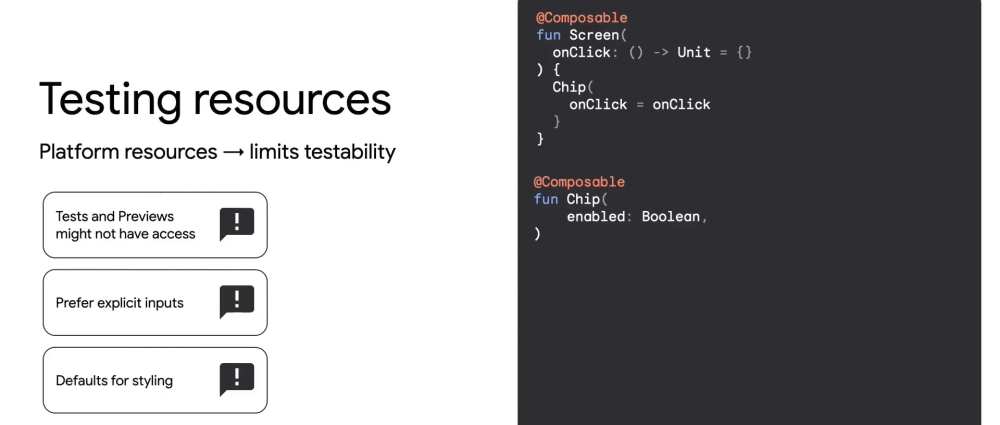 Testing resources
Platform resources → limits testability
Tests and Previews
might not have access
Prefer explicit inputs
Defaults for styling
@Composable
fun Screen(
  onClick: () -> Unit = {}
) {
  Chip(
    onClick = onClick
  }
}
@Composable
fun Chip(
    enabled: Boolean,
)